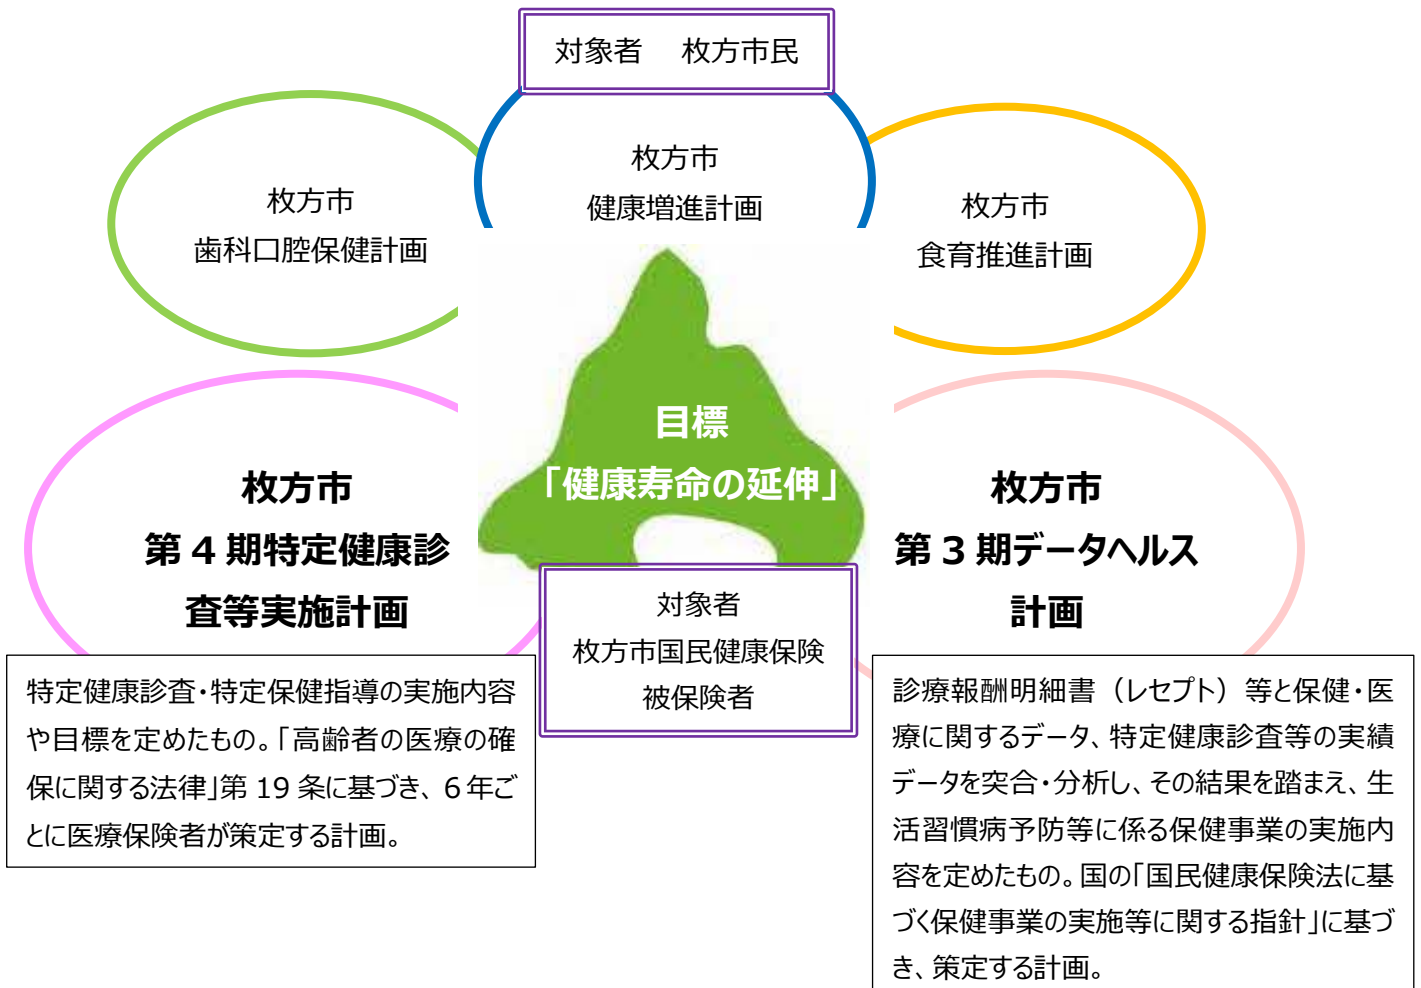 対象者　枚方市民
枚方市
健康増進計画
枚方市
歯科口腔保健計画
枚方市
食育推進計画
目標
「健康寿命の延伸」
枚方市
第 4 期特定健康診
査等実施計画
枚方市
第 3 期データヘルス
計画
対象者
枚方市国民健康保険
被保険者
特定健康診査・特定保健指導の実施内容
や目標を定めたもの。「高齢者の医療の確
保に関する法律」第 19 条に基づき、6 年ご
とに医療保険者が策定する計画。
診療報酬明細書（レセプト）等と保健・医
療に関するデータ、特定健康診査等の実績
データを突合・分析し、その結果を踏まえ、生
活習慣病予防等に係る保健事業の実施内
容を定めたもの。国の「国民健康保険法に基
づく保健事業の実施等に関する指針」に基づ
き、策定する計画。